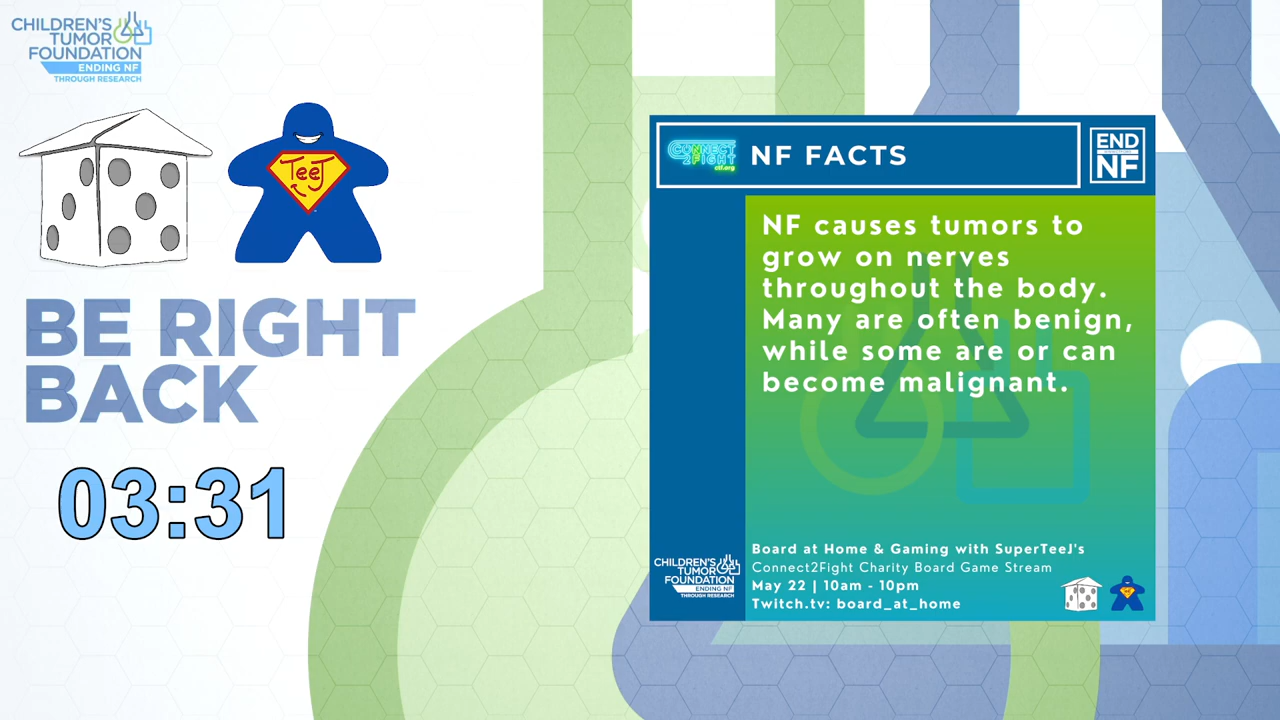 CHILDREN'S
TUMOR
FOUNDATION
ENDING NF
THROUGH RESEARCH
TeeJ
BE RIGHT
BACK
03:31
CONNECT
2FIGHT
ctf.org
NF FACTS
END
NF
NF causes tumors to
grow on nerves
throughout the body.
Many are often benign,
while some are or can
become malignant.
CHILDREN'S
TUMOR
FOUNDATION
ENDING NF
THROUGH RESEARCH
Board at Home & Gaming with SuperTeeJ's
Connect2Fight Charity Board Game Stream
May 22 | 10am - 10pm
Twitch.tv: board_at_home